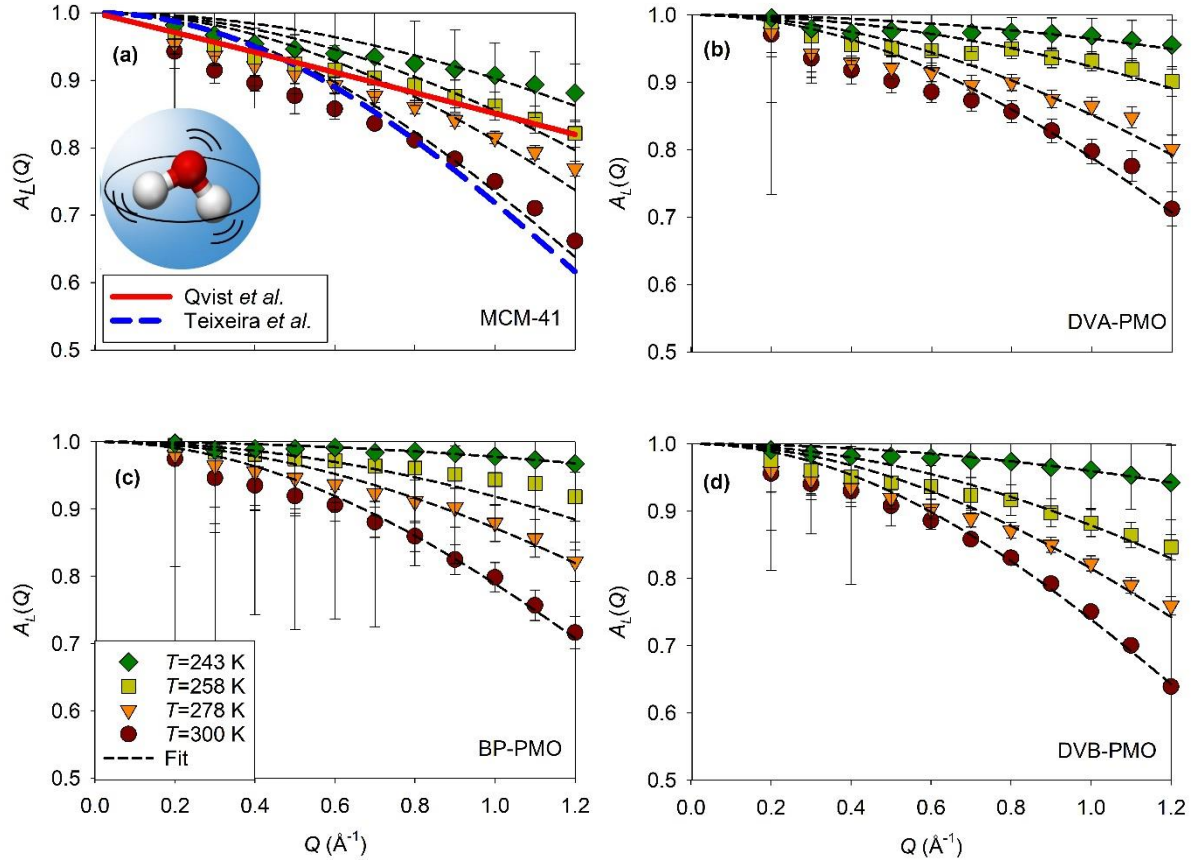 1.0
0.9
0.8
0.7
0.6
0.5
A_L(Q)
(a)
Qvist et al.
Teixeira et al.
MCM-41
1.0
0.9
0.8
0.7
0.6
0.5
A_L(Q)
(b)
DVA-PMO
1.0
0.9
0.8
0.7
0.6
0.5
A_L(Q)
(c)
T=243 K
T=258 K
T=278 K
T=300 K
Fit
BP-PMO
0.0 0.2 0.4 0.6 0.8 1.0 1.2
Q (Å⁻¹)
1.0
0.9
0.8
0.7
0.6
0.5
A_L(Q)
(d)
DVB-PMO
0.0 0.2 0.4 0.6 0.8 1.0 1.2
Q (Å⁻¹)